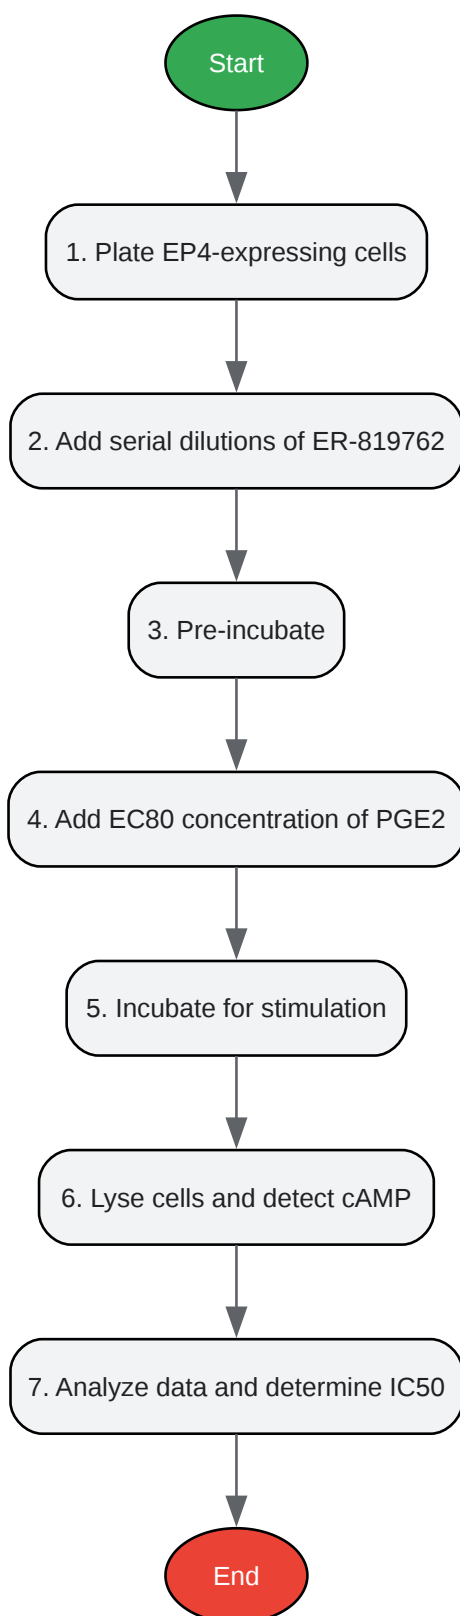 Start
1. Plate EP4-expressing cells
2. Add serial dilutions of ER-819762
3. Pre-incubate
4. Add EC80 concentration of PGE2
5. Incubate for stimulation
6. Lyse cells and detect cAMP
7. Analyze data and determine IC50
End